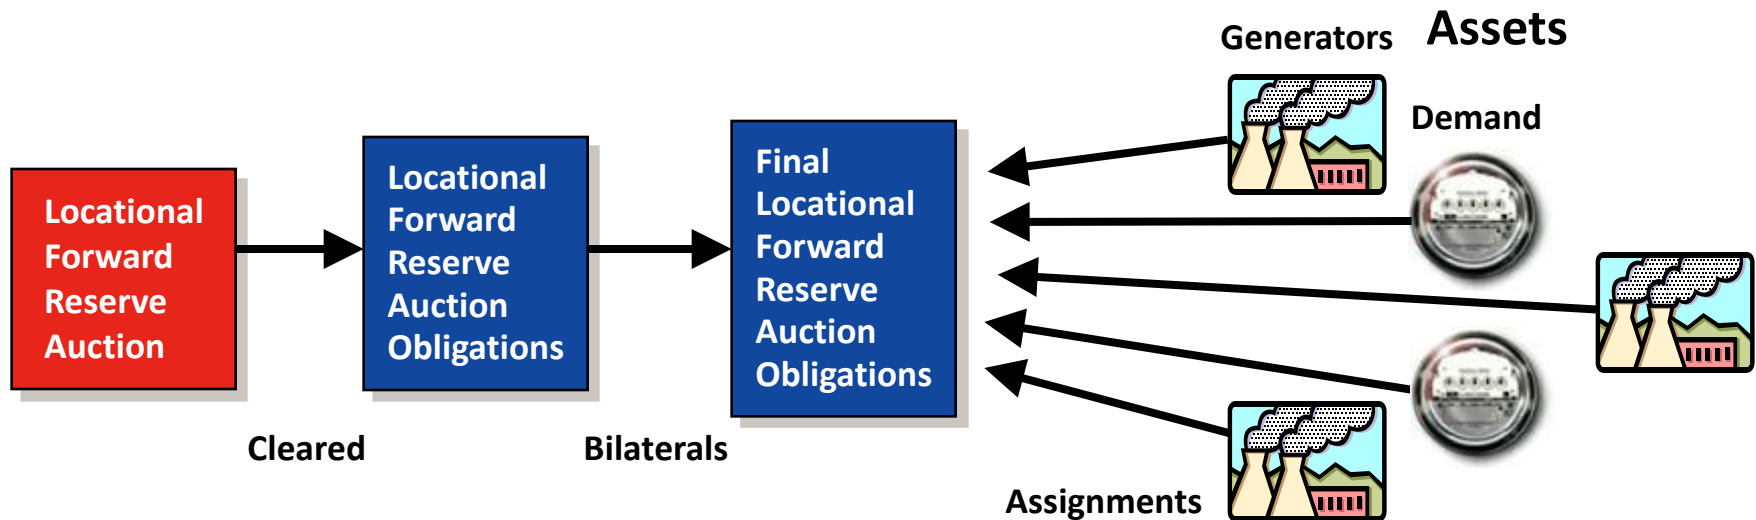 Generators
Assets
Demand
Locational
Forward
Reserve
Auction
Locational
Forward
Reserve
Auction
Obligations
Final
Locational
Forward
Reserve
Auction
Obligations
Cleared
Bilaterals
Assignments